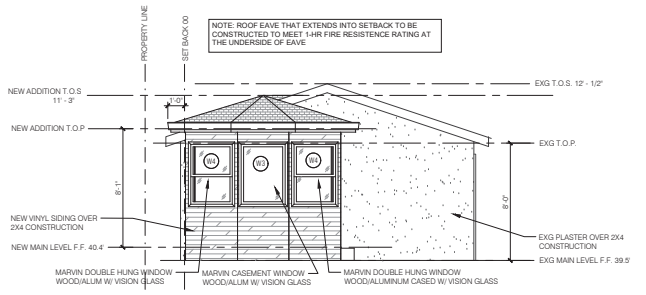 PROPERTY LINE
SET BACK 00
NOTE: ROOF EAVE THAT EXTENDS INTO SETBACK TO BE
CONSTRUCTED TO MEET 1-HR FIRE RESISTENCE RATING AT
THE UNDERSIDE OF EAVE
EXG T.O.S. 12' - 1/2"
NEW ADDITION T.O.S
11' - 3"
1'-0"
NEW ADDITION T.O.P
EXG T.O.P.
W4
W3
W4
8'-1"
8'-0"
NEW VINYL SIDING OVER
2X4 CONSTRUCTION
EXG PLASTER OVER 2X4
CONSTRUCTION
NEW MAIN LEVEL F.F. 40.4'
EXG MAIN LEVEL F.F. 39.5'
MARVIN DOUBLE HUNG WINDOW
WOOD/ALUM W/ VISION GLASS
MARVIN CASEMENT WINDOW
WOOD/ALUM W/ VISION GLASS
MARVIN DOUBLE HUNG WINDOW
WOOD/ALUMINUM CASED W/ VISION GLASS